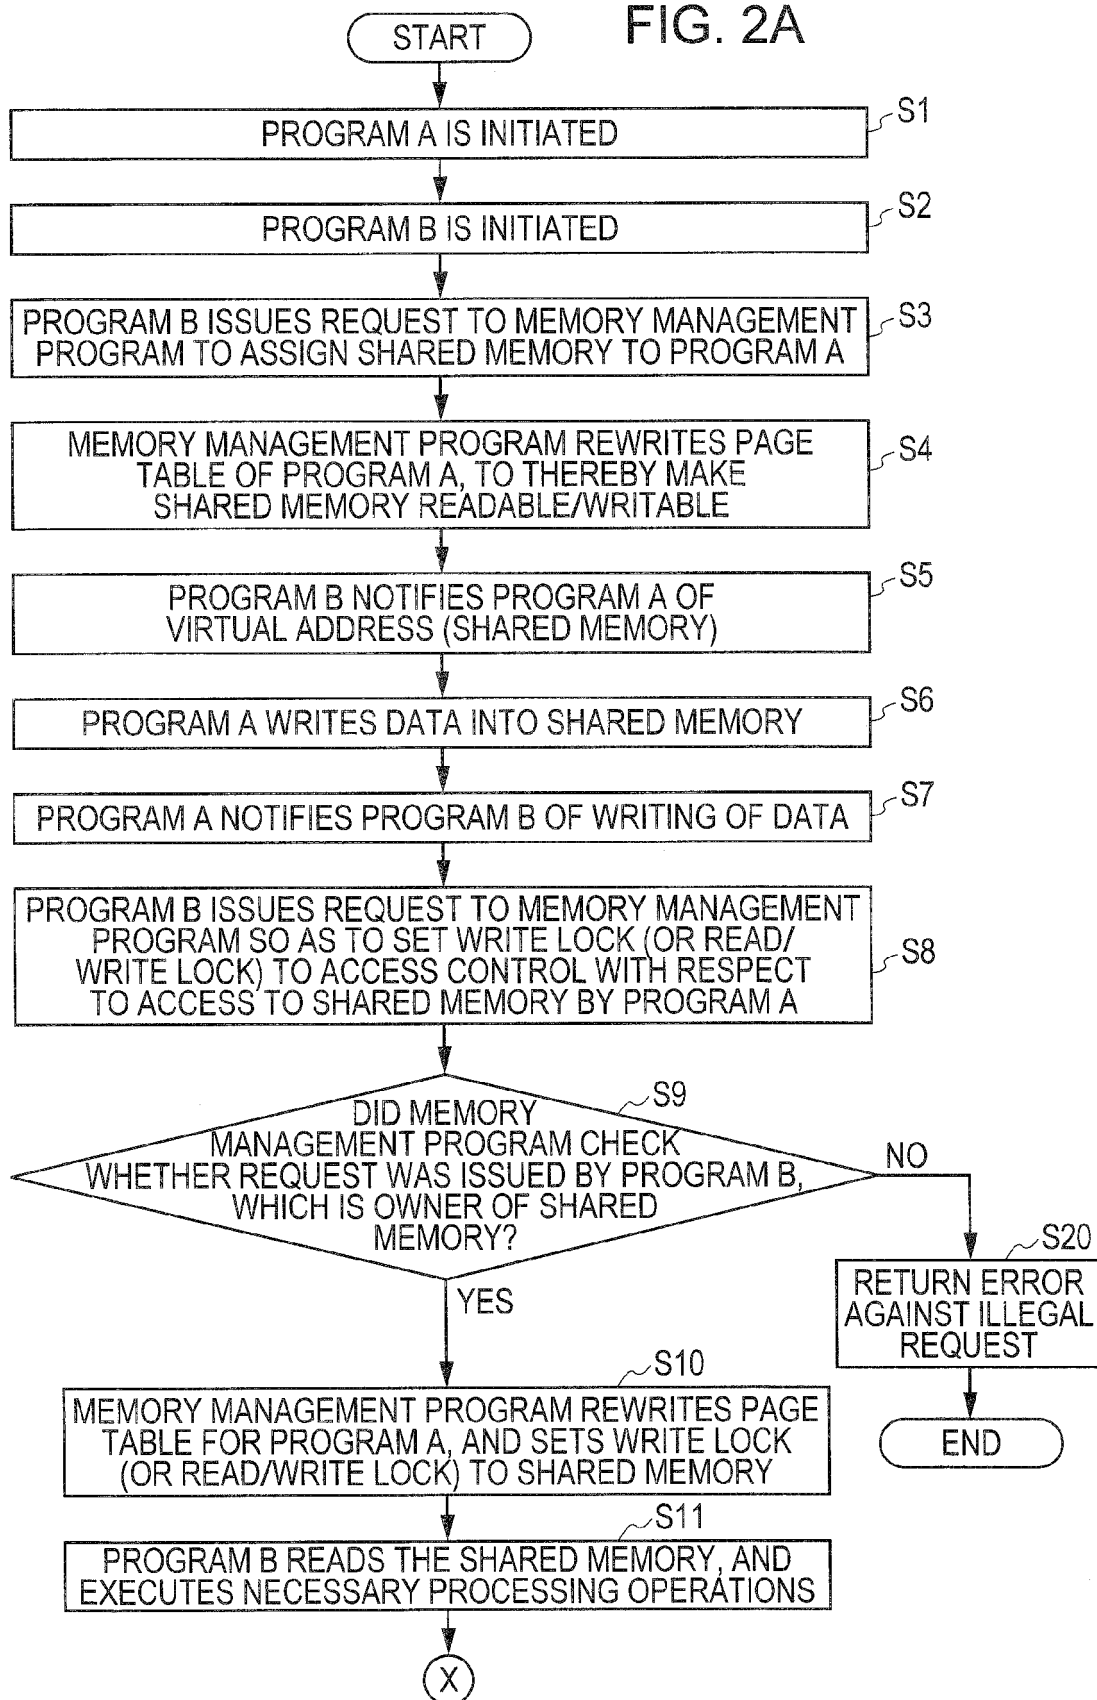 FIG. 2A
START
S1
PROGRAM A IS INITIATED
S2
PROGRAM B IS INITIATED
S3
PROGRAM B ISSUES REQUEST TO MEMORY MANAGEMENT
PROGRAM TO ASSIGN SHARED MEMORY TO PROGRAM A
S4
MEMORY MANAGEMENT PROGRAM REWRITES PAGE
TABLE OF PROGRAM A, TO THEREBY MAKE
SHARED MEMORY READABLE/WRITABLE
S5
PROGRAM B NOTIFIES PROGRAM A OF
VIRTUAL ADDRESS (SHARED MEMORY)
S6
PROGRAM A WRITES DATA INTO SHARED MEMORY
S7
PROGRAM A NOTIFIES PROGRAM B OF WRITING OF DATA
S8
PROGRAM B ISSUES REQUEST TO MEMORY MANAGEMENT
PROGRAM SO AS TO SET WRITE LOCK (OR READ/
WRITE LOCK) TO ACCESS CONTROL WITH RESPECT
TO ACCESS TO SHARED MEMORY BY PROGRAM A
S9
DID MEMORY
MANAGEMENT PROGRAM CHECK
WHETHER REQUEST WAS ISSUED BY PROGRAM B,
WHICH IS OWNER OF SHARED
MEMORY?
NO
S20
RETURN ERROR
AGAINST ILLEGAL
REQUEST
END
YES
S10
MEMORY MANAGEMENT PROGRAM REWRITES PAGE
TABLE FOR PROGRAM A, AND SETS WRITE LOCK
(OR READ/WRITE LOCK) TO SHARED MEMORY
S11
PROGRAM B READS THE SHARED MEMORY, AND
EXECUTES NECESSARY PROCESSING OPERATIONS
X